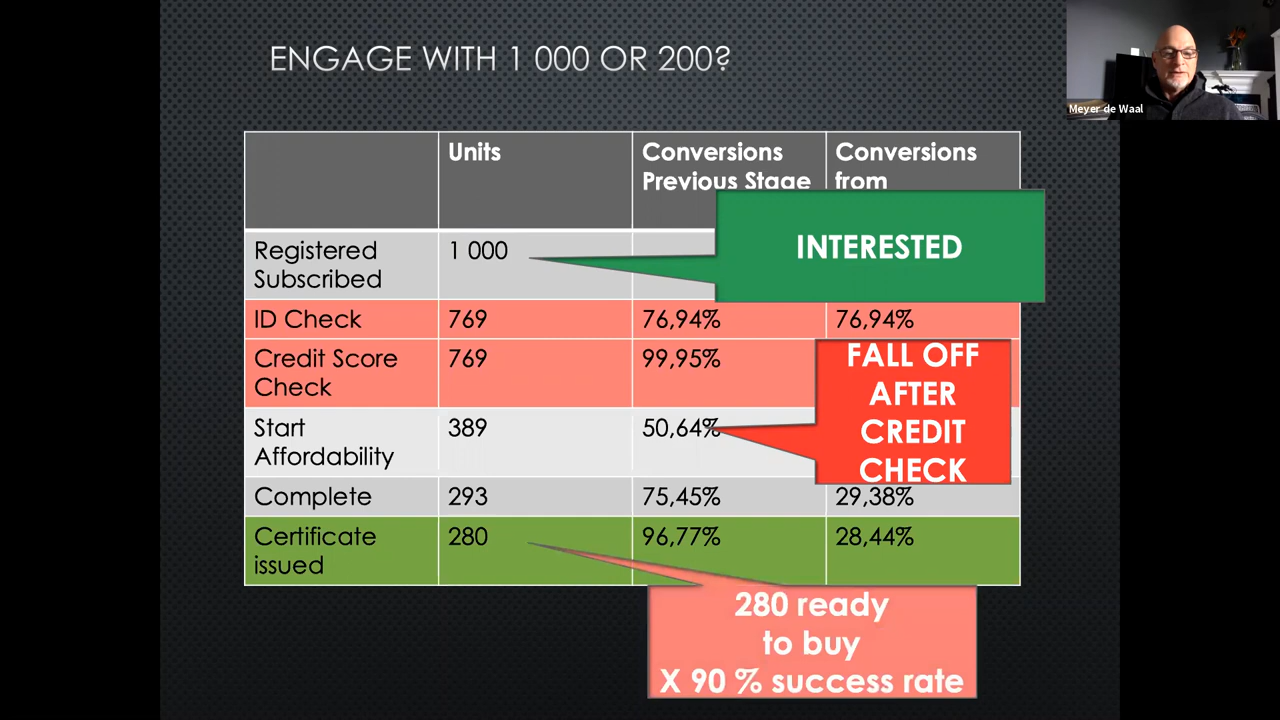 ENGAGE WITH 1 000 OR 200?
Meyer de Waal
Units
Conversions
Previous Stage
Conversions
from
Registered
Subscribed
1 000
INTERESTED
ID Check
769
76,94%
76,94%
Credit Score
Check
769
99,95%
FALL OFF
AFTER
CREDIT
CHECK
Start
Affordability
389
50,64%
Complete
293
75,45%
29,38%
Certificate
issued
280
96,77%
28,44%
280 ready
to buy
X 90 % success rate